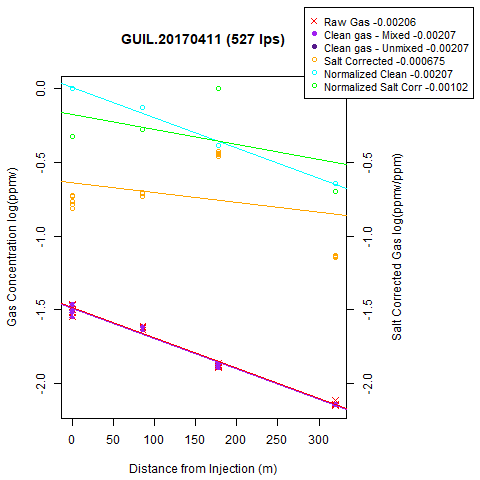 GUIL.20170411 (527 lps)
Raw Gas -0.00206
Clean gas - Mixed -0.00207
Clean gas - Unmixed -0.00207
Salt Corrected -0.000675
Normalized Clean -0.00207
Normalized Salt Corr -0.00102
Gas Concentration log(ppmv)
0.0
-0.5
-1.0
-1.5
-2.0
0 50 100 150 200 250 300
Distance from Injection (m)
0.0
-0.5
-1.0
-1.5
-2.0
Salt Corrected Gas log(ppmv/ppm)